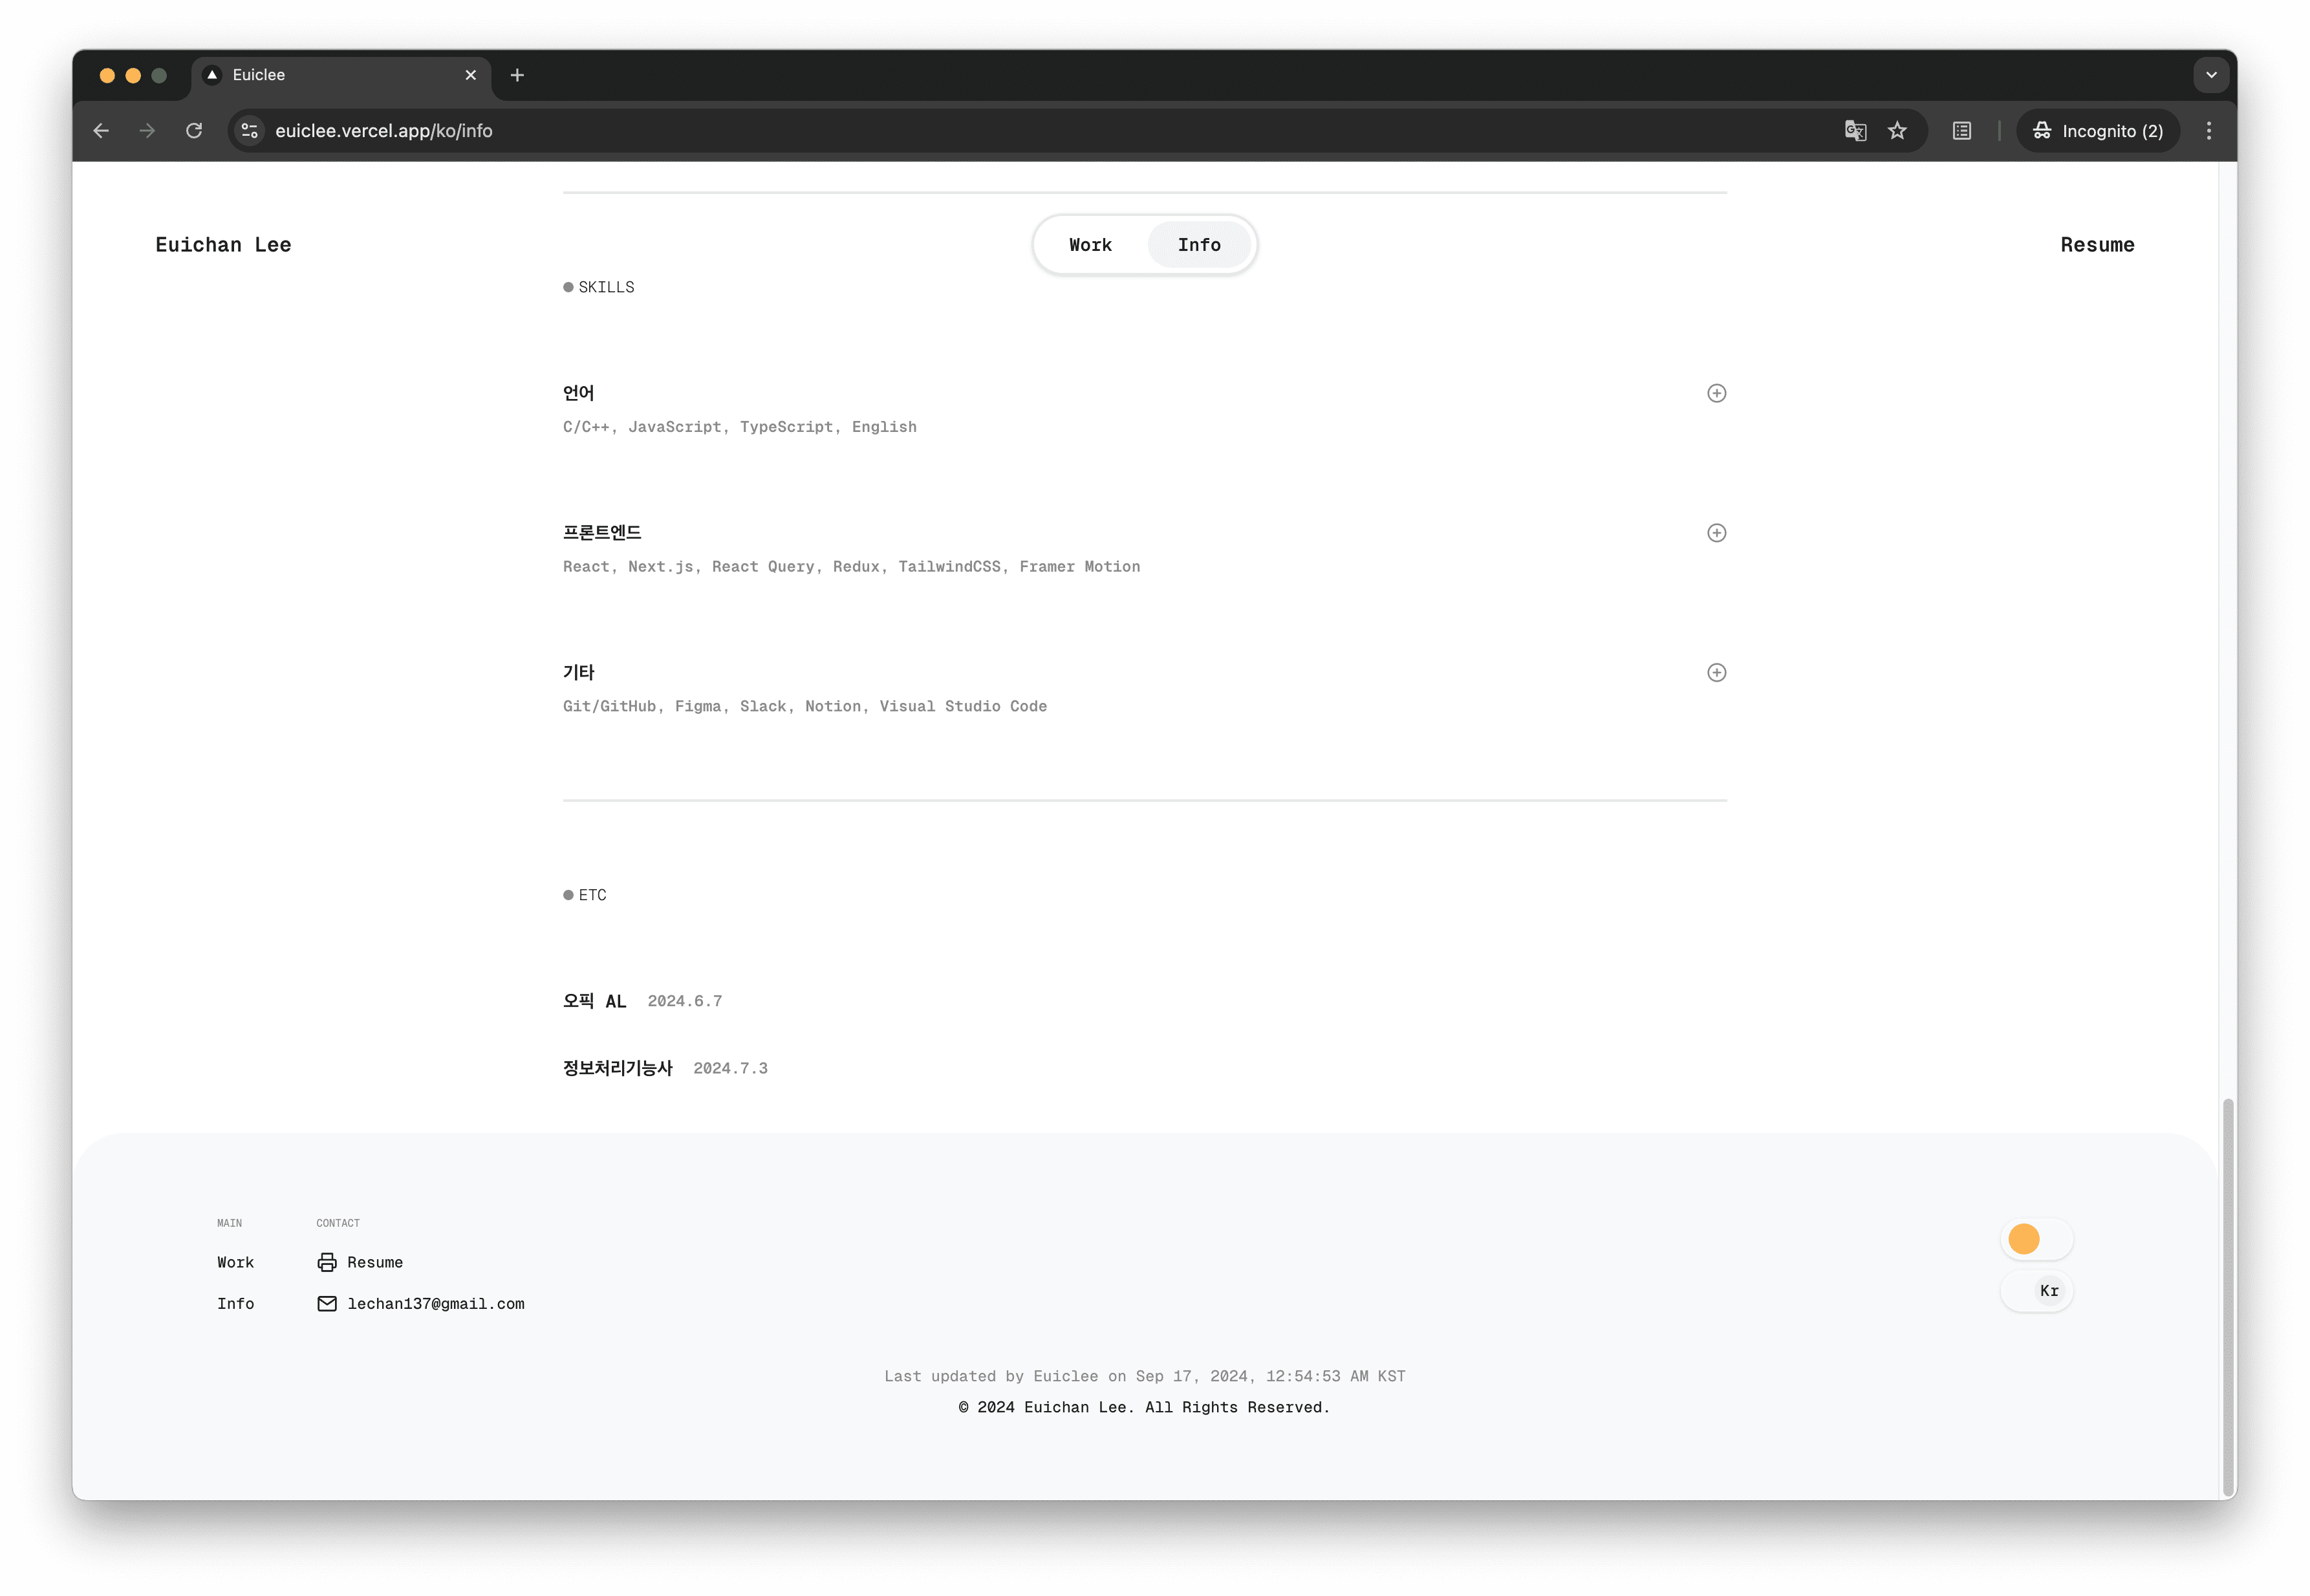 Euiclee
euiclee.vercel.app/ko/info
Incognito (2)
Euichan Lee
Work
Info
Resume
SKILLS
언어
C/C++, JavaScript, TypeScript, English
프론트엔드
React, Next.js, React Query, Redux, TailwindCSS, Framer Motion
기타
Git/GitHub, Figma, Slack, Notion, Visual Studio Code
ETC
오픽 AL 2024.6.7
정보처리기능사 2024.7.3
MAIN
Work
Info
CONTACT
Resume
lechan137@gmail.com
Kr
Last updated by Euiclee on Sep 17, 2024, 12:54:53 AM KST
© 2024 Euichan Lee. All Rights Reserved.